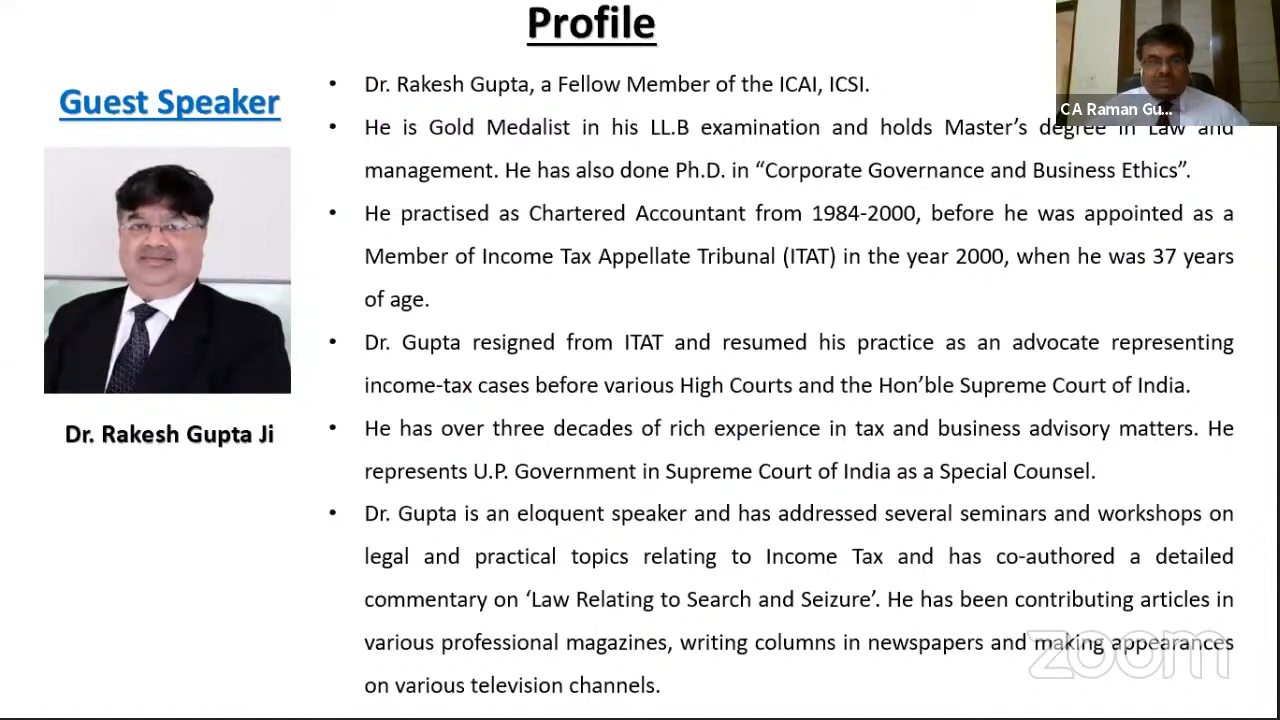 Profile
Guest Speaker
Dr. Rakesh Gupta Ji
• Dr. Rakesh Gupta, a Fellow Member of the ICAI, ICSI.
• He is Gold Medalist in his LL.B examination and holds Master’s degree in Law and
management. He has also done Ph.D. in “Corporate Governance and Business Ethics”.
• He practised as Chartered Accountant from 1984-2000, before he was appointed as a
Member of Income Tax Appellate Tribunal (ITAT) in the year 2000, when he was 37 years
of age.
• Dr. Gupta resigned from ITAT and resumed his practice as an advocate representing
income-tax cases before various High Courts and the Hon’ble Supreme Court of India.
• He has over three decades of rich experience in tax and business advisory matters. He
represents U.P. Government in Supreme Court of India as a Special Counsel.
• Dr. Gupta is an eloquent speaker and has addressed several seminars and workshops on
legal and practical topics relating to Income Tax and has co-authored a detailed
commentary on ‘Law Relating to Search and Seizure’. He has been contributing articles in
various professional magazines, writing columns in newspapers and making appearances
on various television channels.
C A Raman Gu...
zoom